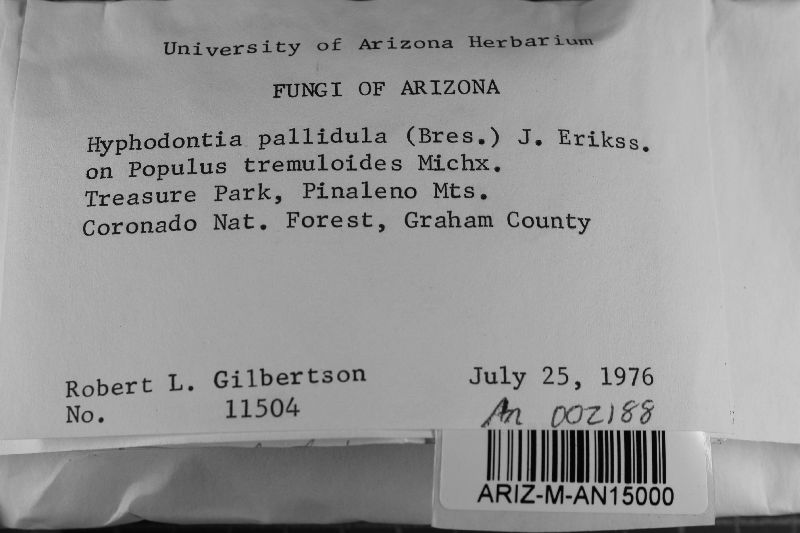 University of Arizona Herbarium
FUNGI OF ARIZONA
Hyphodontia pallidula (Bres.) J. Erikss.
on Populus tremuloides Michx.
Treasure Park, Pinaleno Mts.
Coronado Nat. Forest, Graham County
Robert L. Gilbertson July 25, 1976
No. 11504 An 002188
ARIZ-M-AN15000